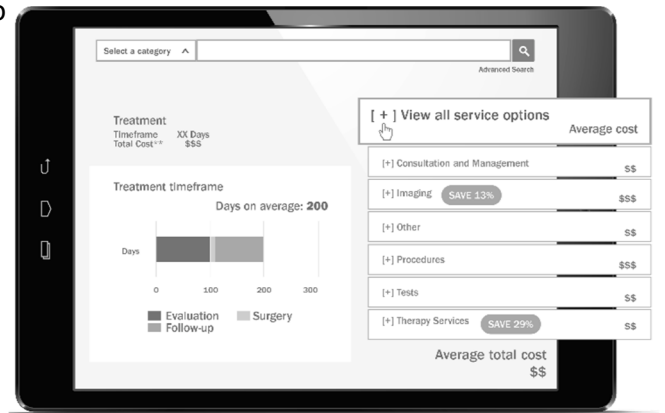 Select a category
Advanced Search
Treatment
Timeframe XX Days
Total Cost** $$$
Treatment timeframe
Days on average: 200
Days
0 100 200 300
Evaluation Surgery
Follow-up
[ + ] View all service options
Average cost
[+] Consultation and Management $$
[+] Imaging SAVE 13% $$$
[+] Other $$
[+] Procedures $$$
[+] Tests $$
[+] Therapy Services SAVE 29% $$
Average total cost
$$